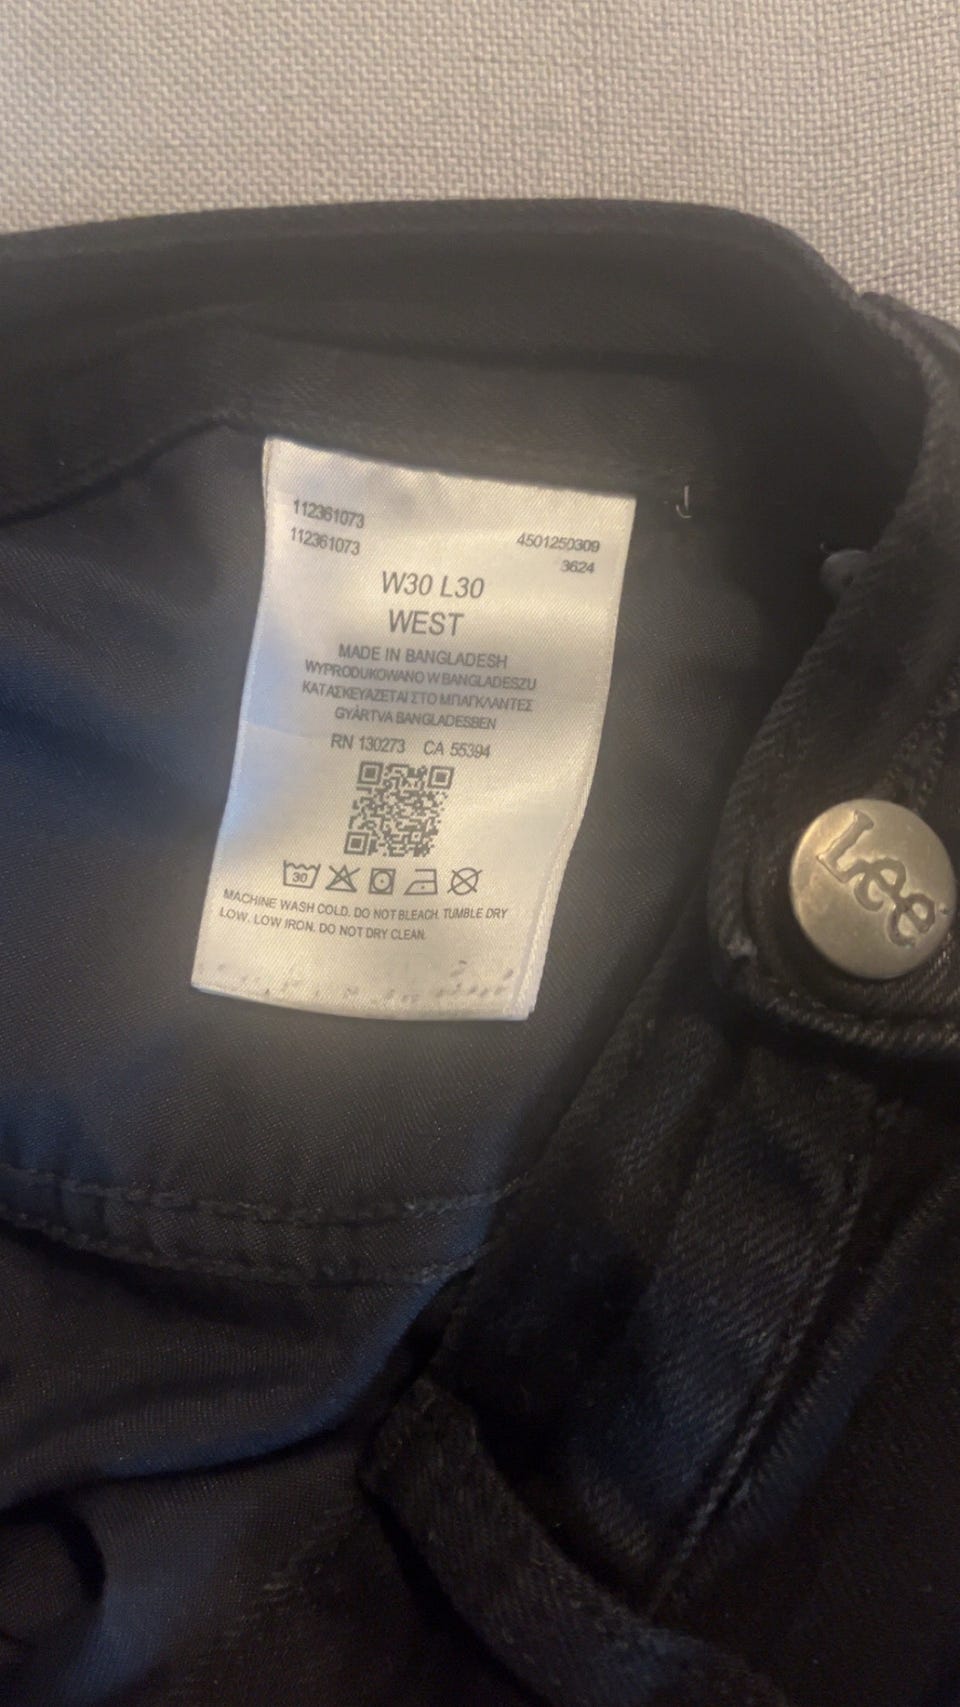 112361073
112361073
4501250309
3624
W30 L30
WEST
MADE IN BANGLADESH
WYPRODUKOWANO W BANGLADESZU
ΚΑΤΑΣΚΕΥΑΖΕΤΑΙ ΣΤΟ ΜΠΑΓΚΛΑΝΤΕΣ
GYÁRTVA BANGLADESBEN
RN 130273 CA 55394
30
MACHINE WASH COLD. DO NOT BLEACH. TUMBLE DRY
LOW. LOW IRON. DO NOT DRY CLEAN.
Lee